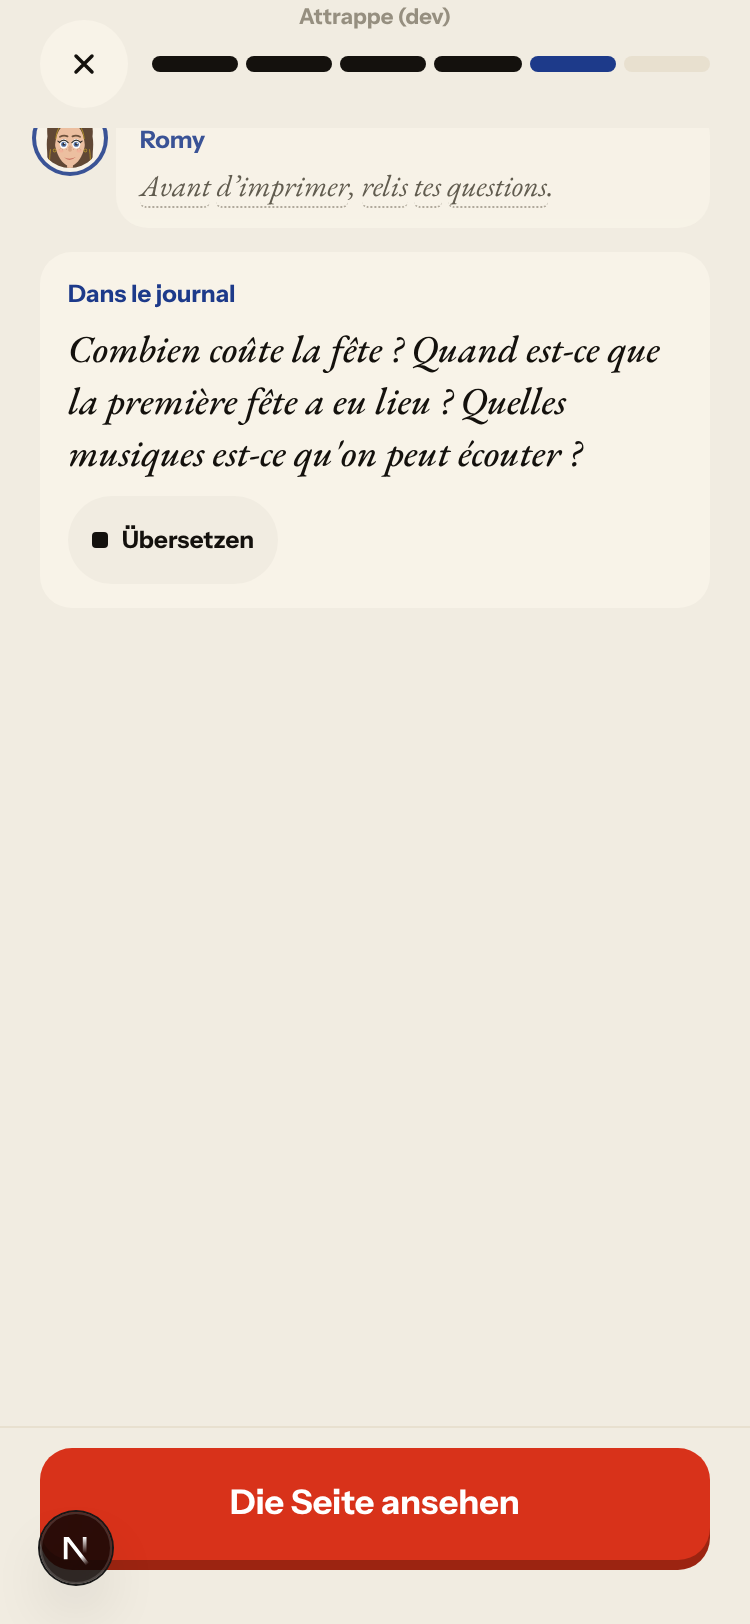 Attrappe (dev)
Romy
Avant d’imprimer, relis tes questions.
Dans le journal
Combien coûte la fête ? Quand est-ce que
la première fête a eu lieu ? Quelles
musiques est-ce qu'on peut écouter ?
Übersetzen
Die Seite ansehen
N